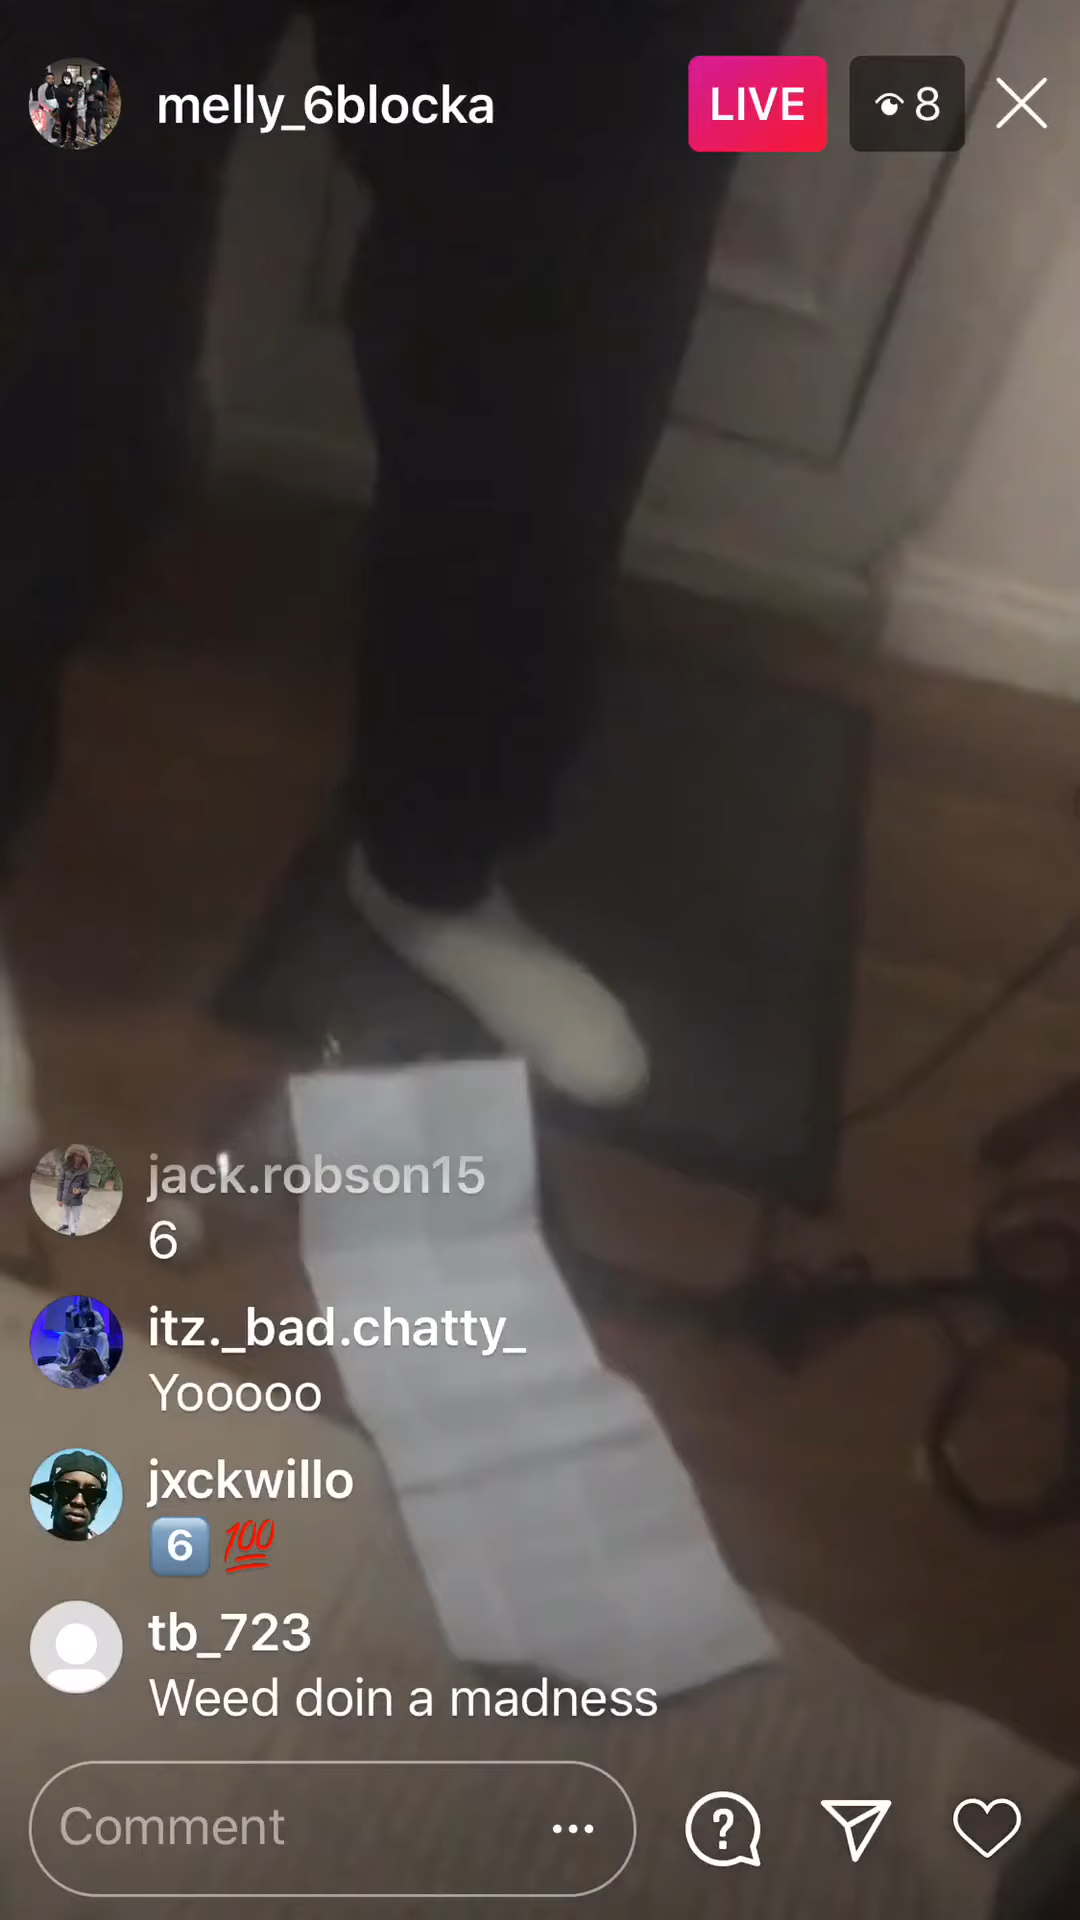 melly_6blocka
LIVE
8
jack.robson15
6
itz._bad.chatty_
Yooooo
jxckwillo
6️⃣ 💯
tb_723
Weed doin a madness
Comment